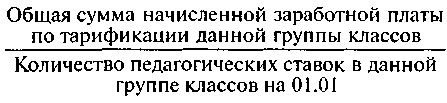 Общая сумма начисленной заработной платы
по тарификации данной группы классов
Количество педагогических ставок в данной
группе классов на 01.01